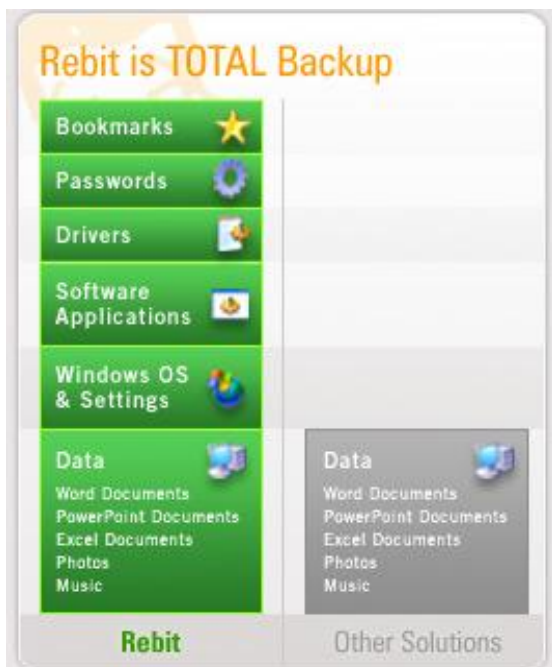 Rebit is TOTAL Backup
Bookmarks
Passwords
Drivers
Software
Applications
Windows OS
& Settings
Data
Word Documents
PowerPoint Documents
Excel Documents
Photos
Music
Rebit
Data
Word Documents
PowerPoint Documents
Excel Documents
Photos
Music
Other Solutions